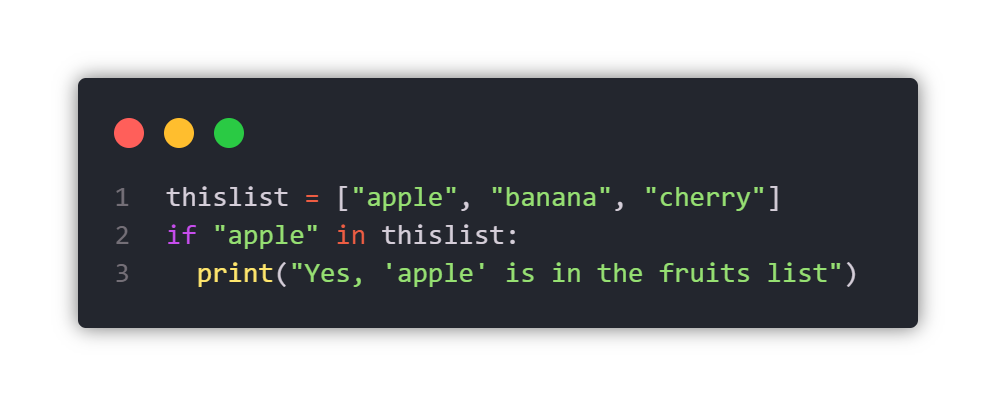 1 thislist = ["apple", "banana", "cherry"]
2 if "apple" in thislist:
3   print("Yes, 'apple' is in the fruits list")